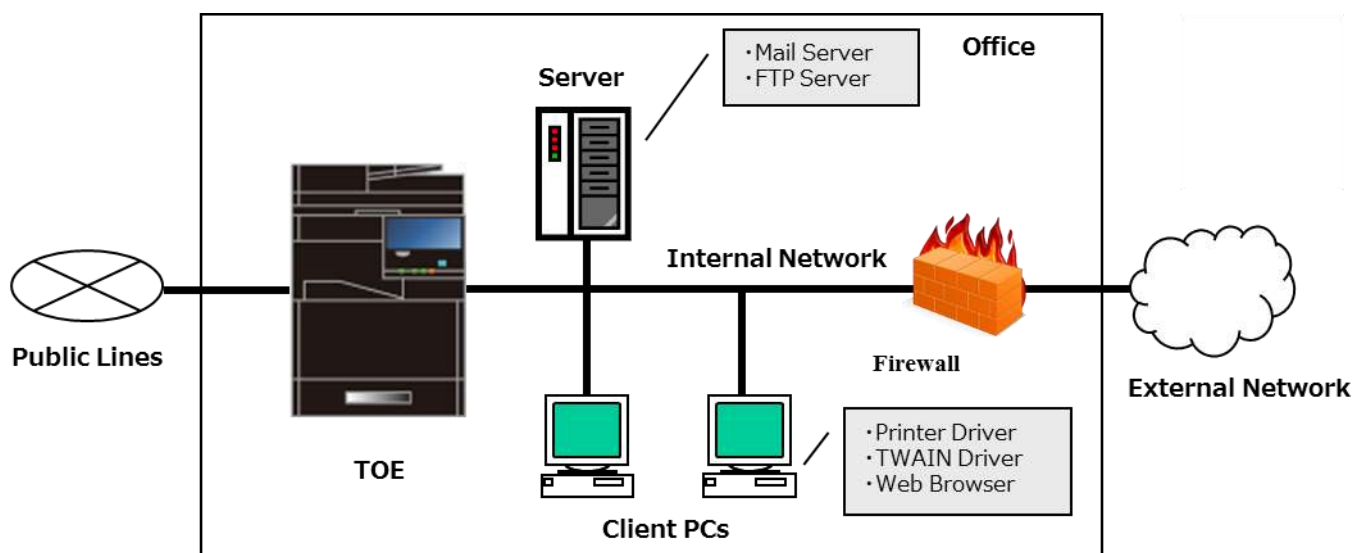 Office
・Mail Server
・FTP Server
Server
Internal Network
Public Lines
Firewall
External Network
TOE
・Printer Driver
・TWAIN Driver
・Web Browser
Client PCs